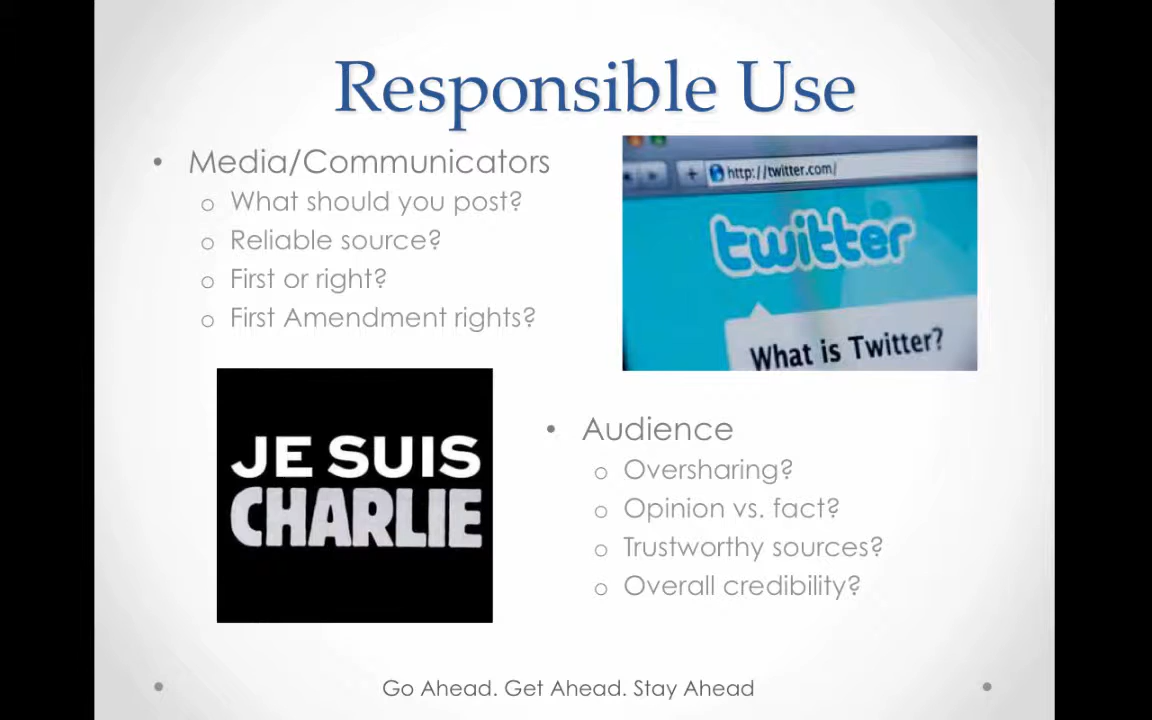 Responsible Use
• Media/Communicators
o What should you post?
o Reliable source?
o First or right?
o First Amendment rights?
http://twitter.com/
twitter
What is Twitter?
JE SUIS
CHARLIE
• Audience
o Oversharing?
o Opinion vs. fact?
o Trustworthy sources?
o Overall credibility?
Go Ahead. Get Ahead. Stay Ahead